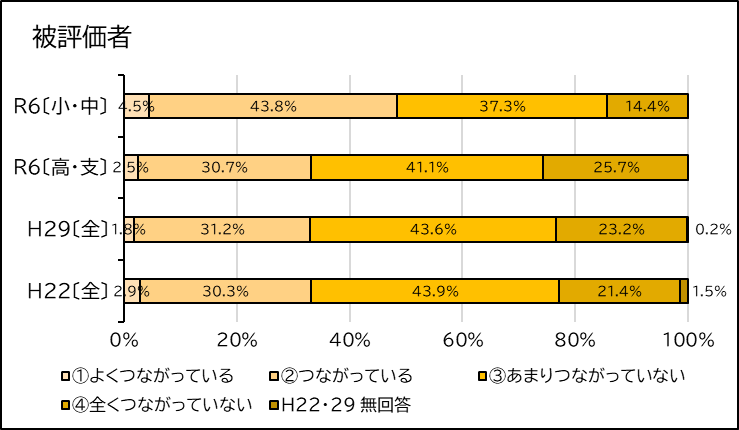 被評価者
R6〔小・中〕 4.5% 43.8% 37.3% 14.4%
R6〔高・支〕 2.5% 30.7% 41.1% 25.7%
H29〔全〕 1.8% 31.2% 43.6% 23.2% 0.2%
H22〔全〕 2.9% 30.3% 43.9% 21.4% 1.5%
0% 20% 40% 60% 80% 100%
①よくつながっている ②つながっている ③あまりつながっていない
④全くつながっていない H22・29 無回答